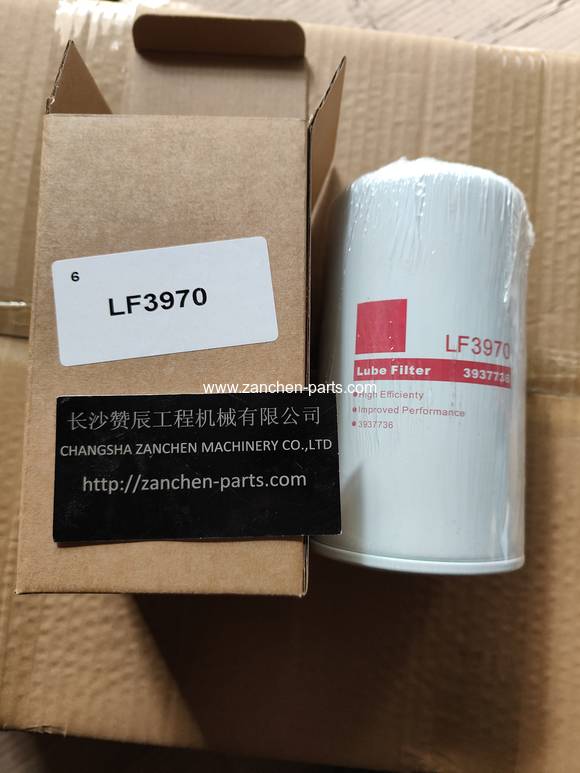 6
LF3970
www.zanchen-parts.com
长沙赞辰工程机械有限公司
CHANGSHA ZANCHEN MACHINERY CO.,LTD
http://zanchen-parts.com
LF3970
Lube Filter 3937736
High Efficienty
Improved Performance
3937736